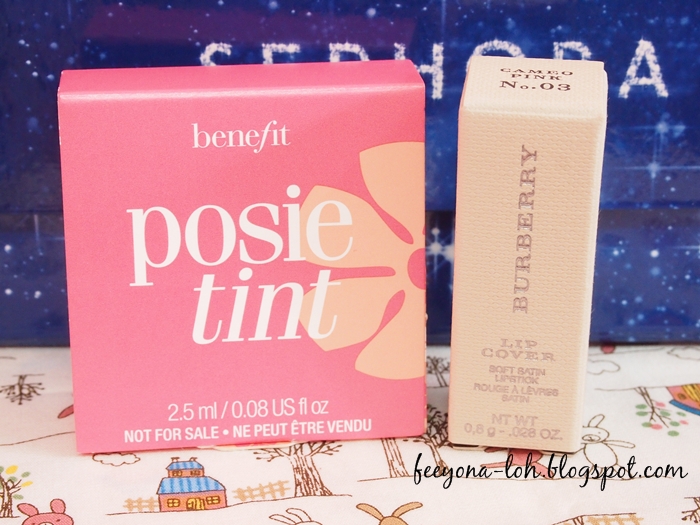 SEPHORA
benefit
posie
tint
2.5 ml / 0.08 US fl oz
NOT FOR SALE • NE PEUT ÊTRE VENDU
CAMEO
PINK
No.03
BURBERRY
LIP
COVER
SOFT SATIN
LIPSTICK
ROUGE À LÈVRES
SATIN
NT WT
0,8 g - .028 OZ.
feeyona-loh.blogspot.com